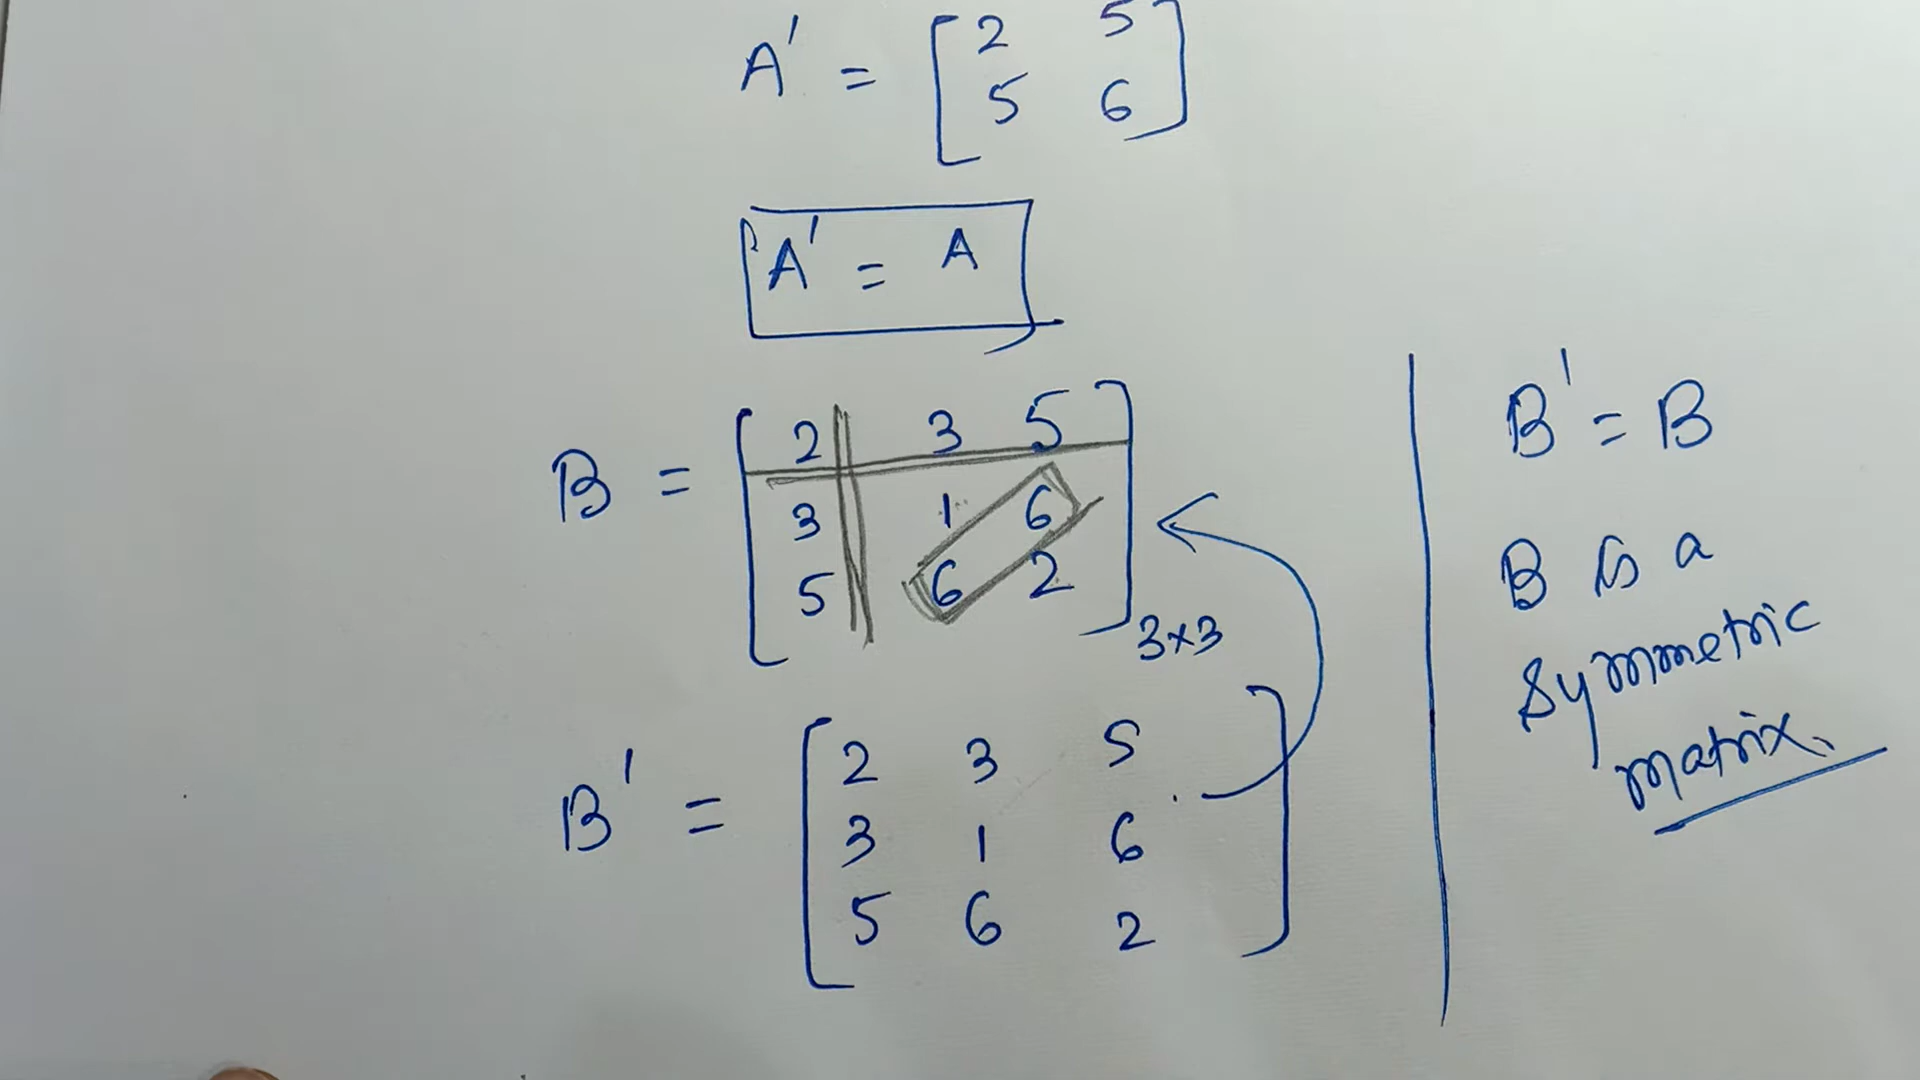 A' = [2 5
5 6]
A' = A
B = [2 3 5
3 1 6
5 6 2] 3×3
B' = [2 3 5
3 1 6
5 6 2]
B' = B
B is a
Symmetric
matrix.